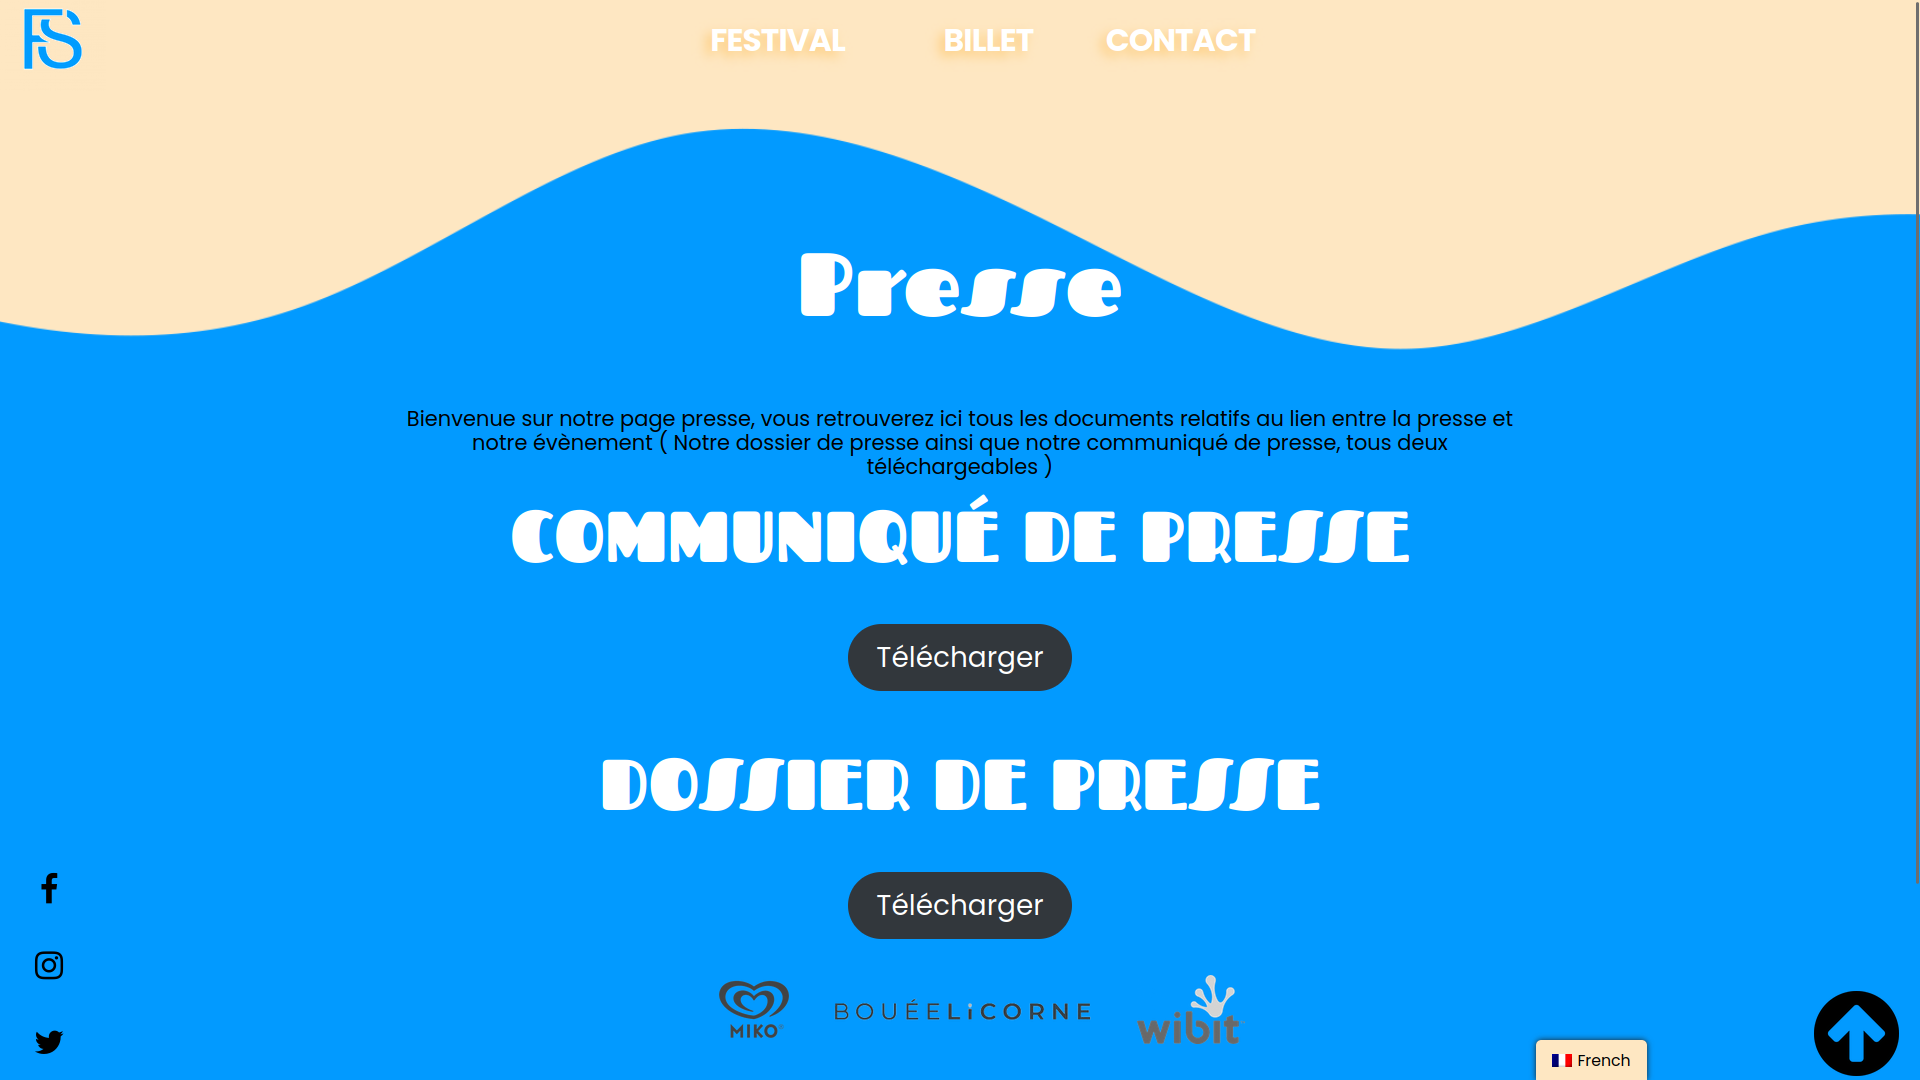 FS
FESTIVAL BILLET CONTACT
Presse
Bienvenue sur notre page presse, vous retrouverez ici tous les documents relatifs au lien entre la presse et
notre évènement ( Notre dossier de presse ainsi que notre communiqué de presse, tous deux
téléchargeables )
COMMUNIQUÉ DE PRESSE
Télécharger
DOSSIER DE PRESSE
Télécharger
MIKO
BOUÉELiCORNE
wibit
French